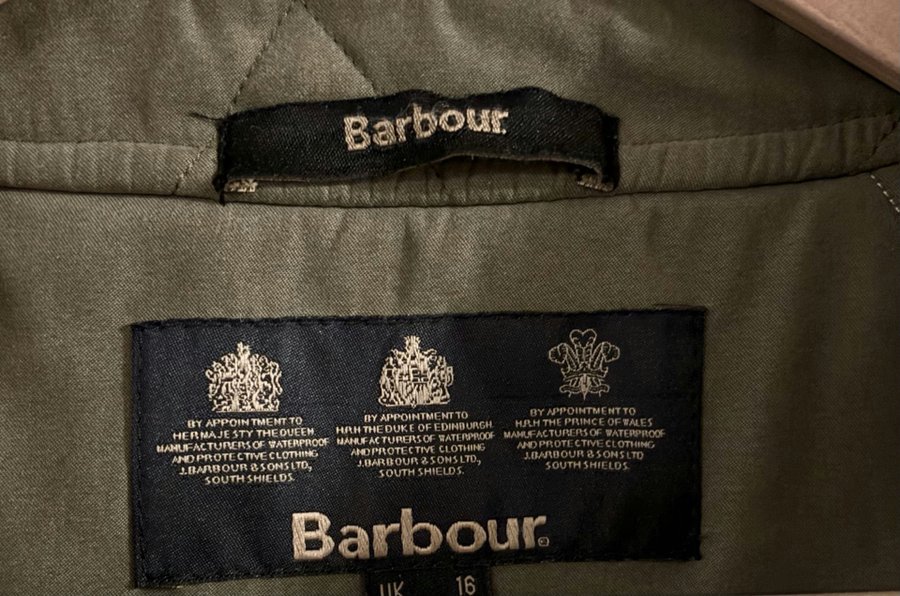 Barbour.
BY APPOINTMENT TO
HER MAJESTY THE QUEEN
MANUFACTURERS OF WATERPROOF
AND PROTECTIVE CLOTHING
J.BARBOUR & SONS LTD,
SOUTH SHIELDS.
BY APPOINTMENT TO
H.R.H THE DUKE OF EDINBURGH.
MANUFACTURERS OF WATERPROOF
AND PROTECTIVE CLOTHING
J.BARBOUR & SONS LTD,
SOUTH SHIELDS.
BY APPOINTMENT TO
H.R.H THE PRINCE OF WALES
MANUFACTURERS OF WATERPROOF
AND PROTECTIVE CLOTHING
J.BARBOUR & SONS LTD,
SOUTH SHIELDS.
Barbour®
UK 16